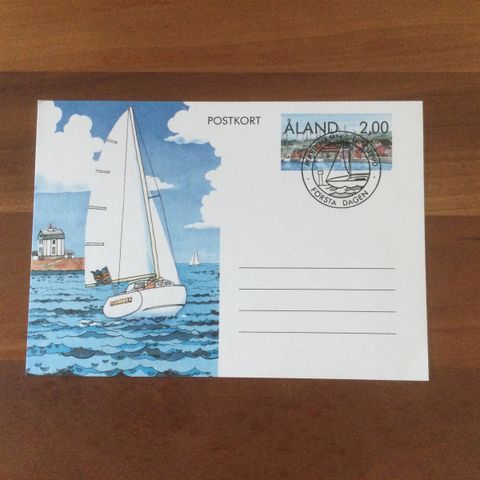 POSTKORT
ÅLAND 2,00
FÖRSTA DAGEN